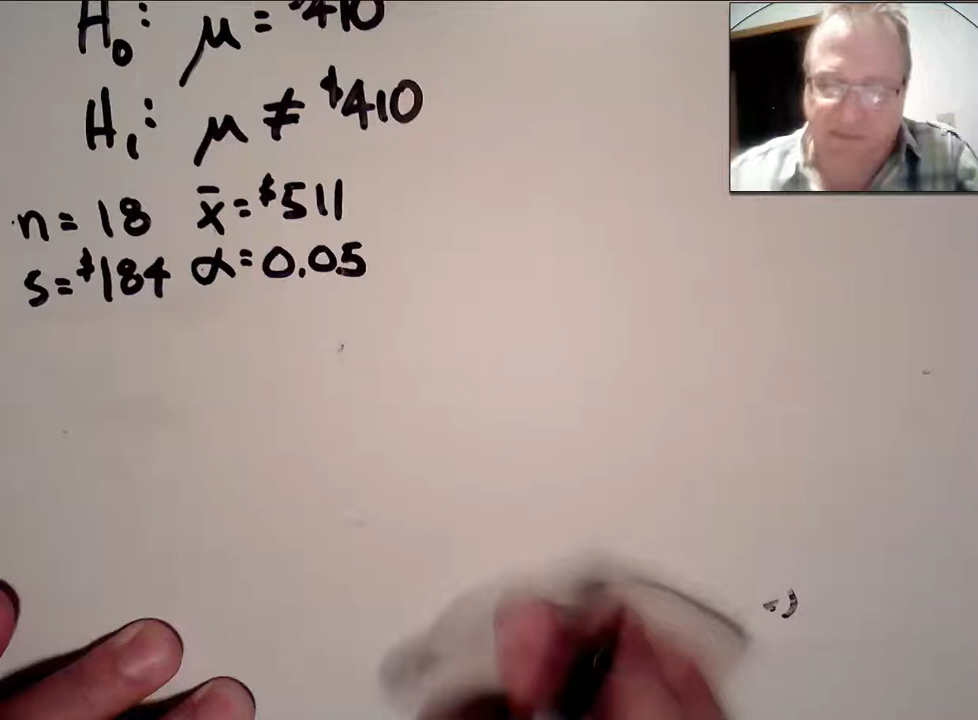 H₀: μ = $410
H₁: μ ≠ $410
n = 18 x̄ = $511
s = $184 α = 0.05